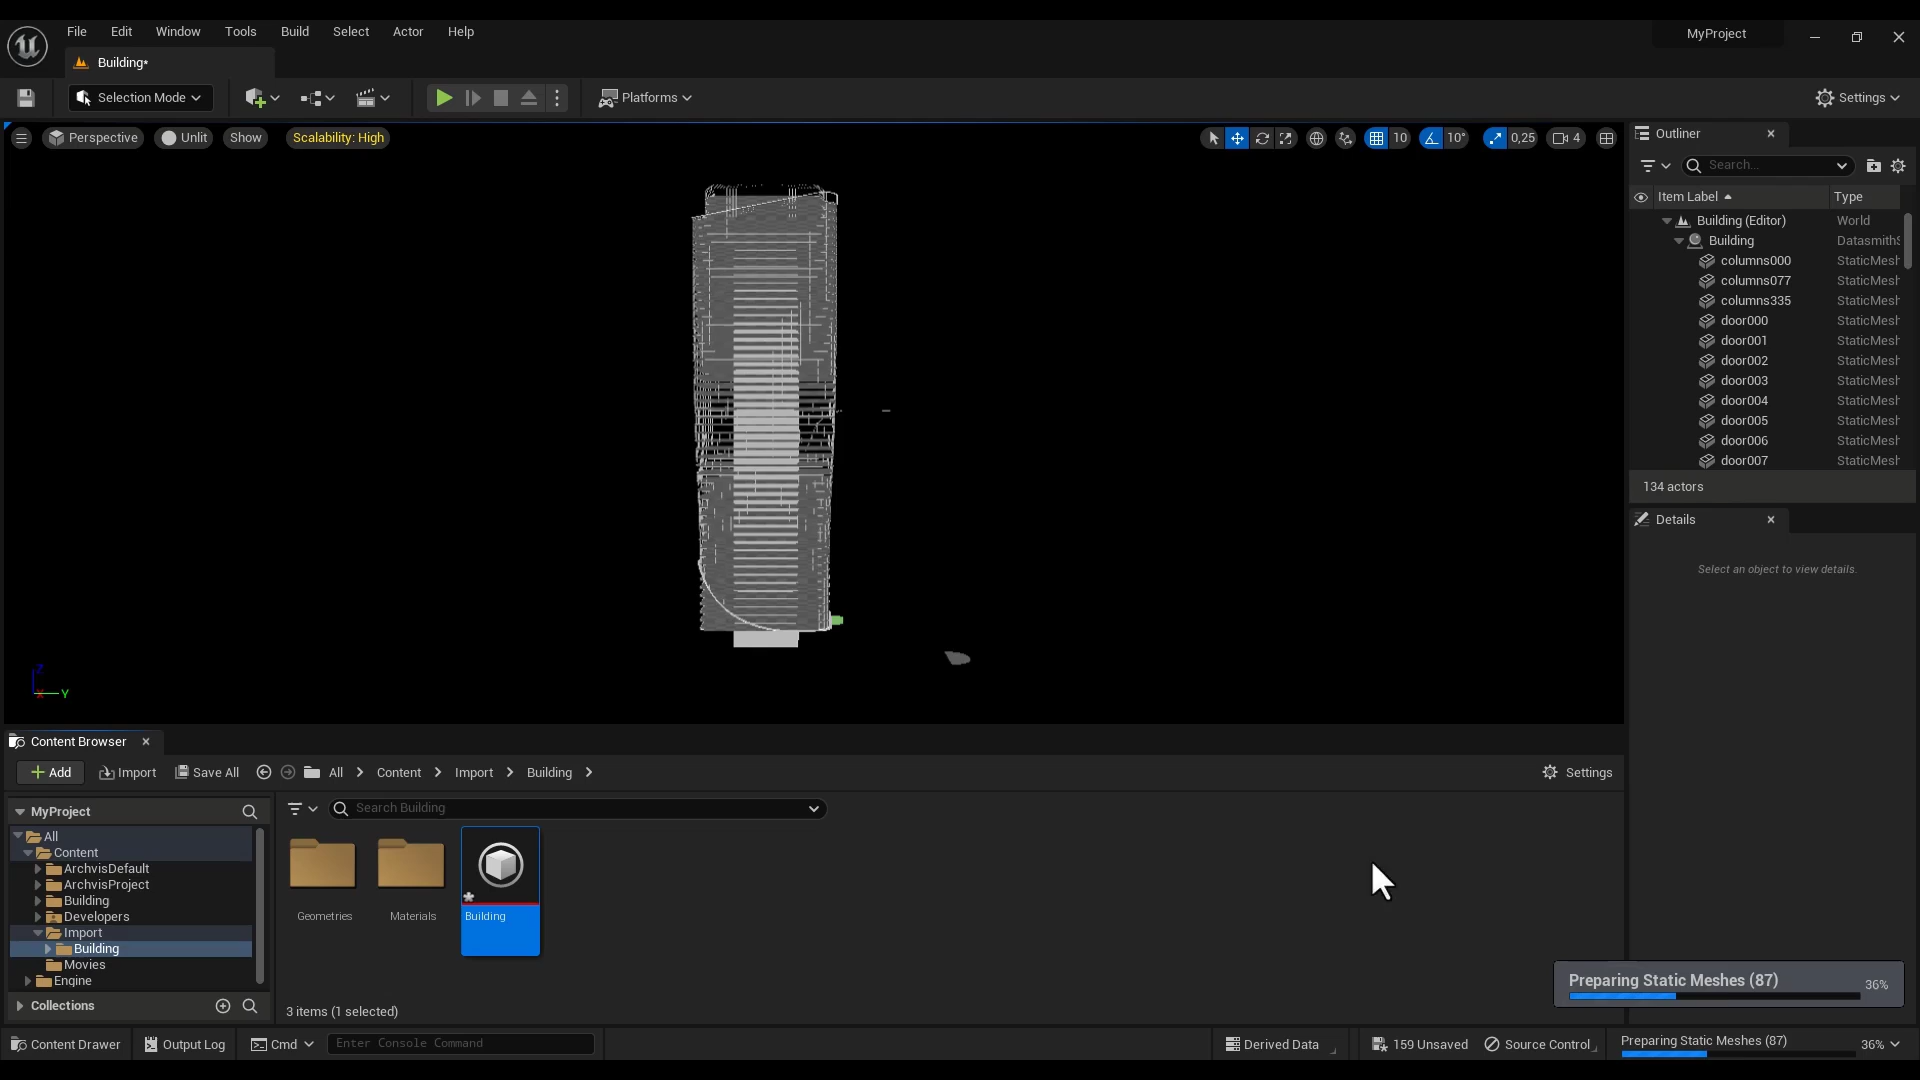 File Edit Window Tools Build Select Actor Help
MyProject
Building*
Selection Mode
Platforms
Settings
Perspective Unlit Show Scalability: High
10 10° 0,25 4
Outliner
Search...
Item Label Type
Building (Editor) World
Building DatasmithS
columns000 StaticMesh
columns077 StaticMesh
columns335 StaticMesh
door000 StaticMesh
door001 StaticMesh
door002 StaticMesh
door003 StaticMesh
door004 StaticMesh
door005 StaticMesh
door006 StaticMesh
door007 StaticMesh
134 actors
Details
Select an object to view details.
Z
X Y
Content Browser
Add Import Save All All Content Import Building
Settings
MyProject
Search Building
All
Content
ArchvisDefault
ArchvisProject
Building
Developers
Import
Building
Movies
Engine
Collections
Geometries Materials Building
3 items (1 selected)
Preparing Static Meshes (87) 36%
Content Drawer Output Log Cmd Enter Console Command Derived Data 159 Unsaved Source Control Preparing Static Meshes (87) 36%